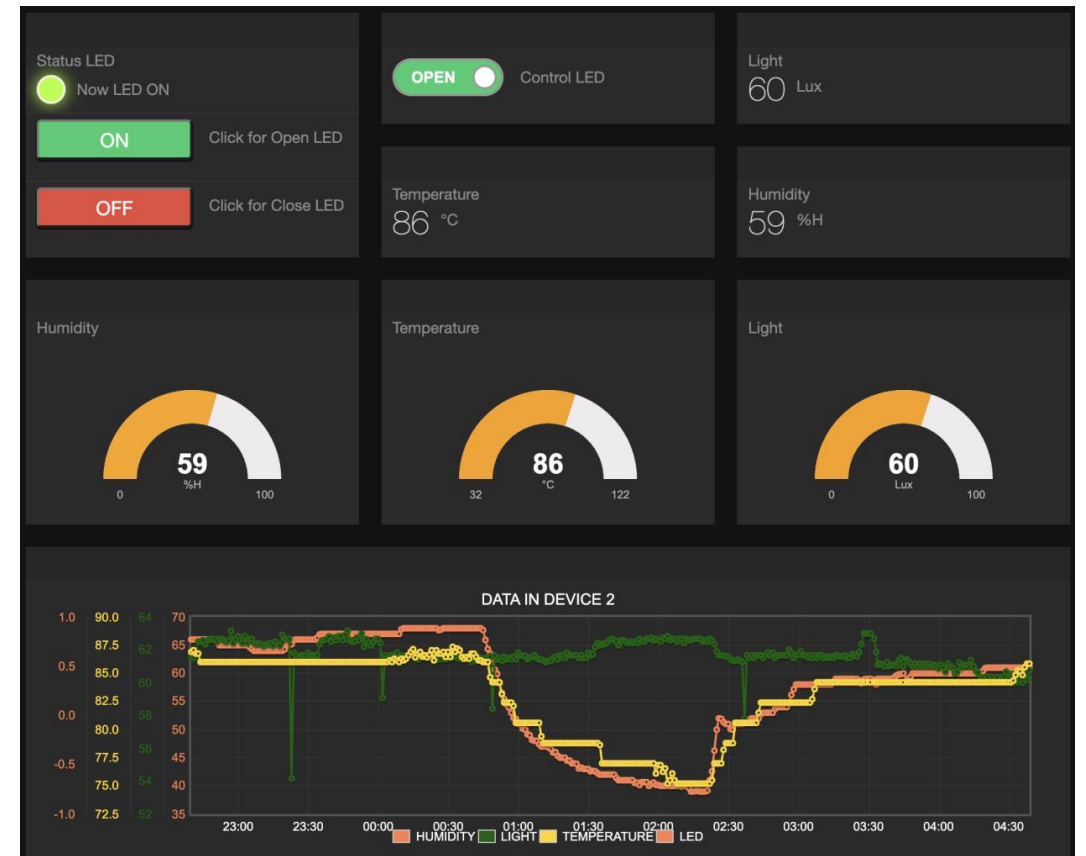 Status LED
Now LED ON
ON Click for Open LED
OFF Click for Close LED
OPEN Control LED
Light
60 Lux
Temperature
86 °C
Humidity
59 %H
Humidity
59
%H
0 100
Temperature
86
°C
32 122
Light
60
Lux
0 100
DATA IN DEVICE 2
1.0 90.0 64 70
87.5 62 65
0.5 85.0 60 60
82.5 55
0.0 80.0 58 50
-0.5 77.5 56 45
75.0 54 40
-1.0 72.5 52 35
23:00 23:30 00:00 00:30 01:00 01:30 02:00 02:30 03:00 03:30 04:00 04:30
HUMIDITY LIGHT TEMPERATURE LED